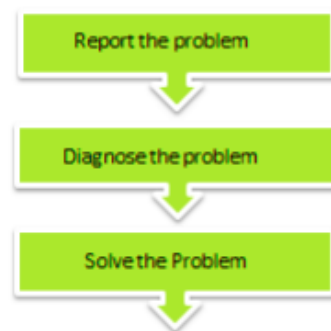 Report the problem
Diagnose the problem
Solve the Problem